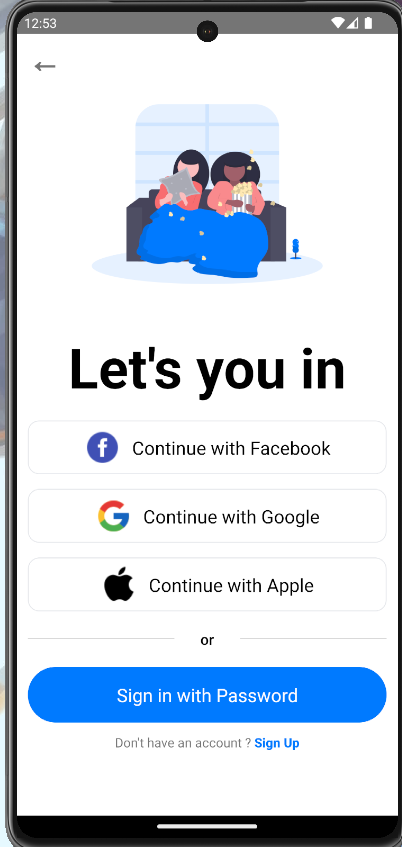 12:53
Let's you in
Continue with Facebook
Continue with Google
Continue with Apple
or
Sign in with Password
Don't have an account ? Sign Up